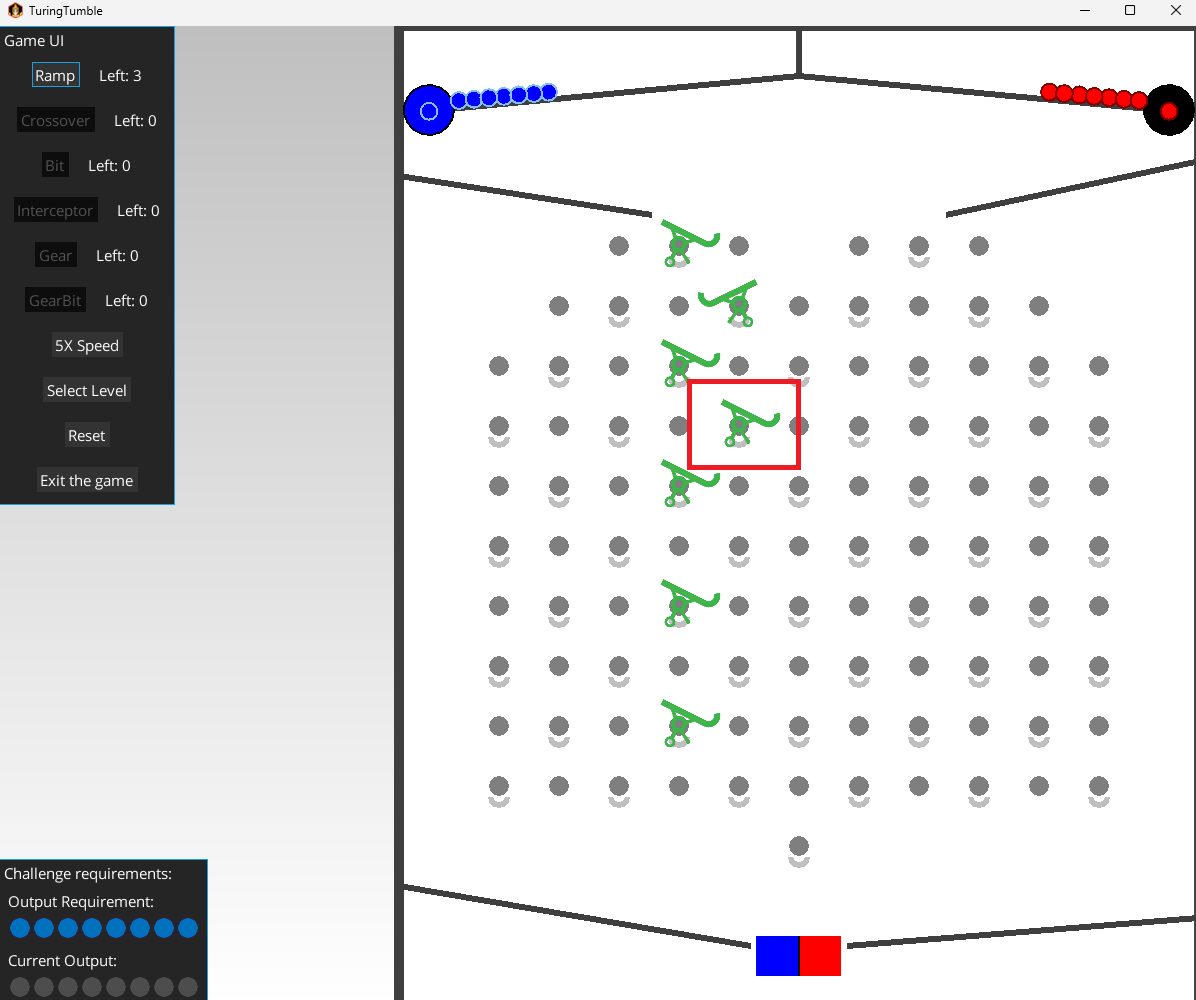 TuringTumble
Game UI
Ramp Left: 3
Crossover Left: 0
Bit Left: 0
Interceptor Left: 0
Gear Left: 0
GearBit Left: 0
5X Speed
Select Level
Reset
Exit the game
Challenge requirements:
Output Requirement:
Current Output: